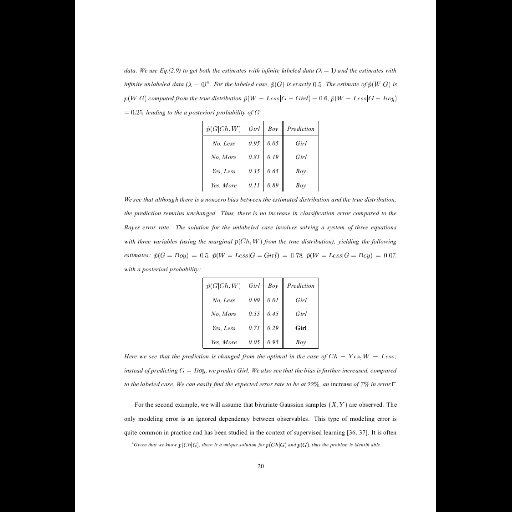 data. We use Eq.(2.9) to get both the estimates with infinite labeled data (λ = 1) and the estimates with
infinite unlabeled data (λ = 0). For the labeled case, p̂(G) is exactly 0.5. The estimate of p̂(W|G) is
p(W|G) computed from the true distribution p̂(W = Less|G = Girl) = 0.6, p̂(W = Less|G = Boy)
= 0.25, leading to the a posteriori probability of G:
p̂(G|Ch, W) Girl Boy Prediction
No, Less 0.95 0.05 Girl
No, More 0.81 0.19 Girl
Yes, Less 0.35 0.65 Boy
Yes, More 0.11 0.89 Boy
We see that although there is a nonzero bias between the estimated distribution and the true distribution,
the prediction remains unchanged. Thus, there is no increase in classification error compared to the
Bayes error rate. The solution for the unlabeled case involves solving a system of three equations
with three variables (using the marginal p(Ch, W) from the true distribution), yielding the following
estimates: p̂(G = Boy) = 0.5, p̂(W = Less|G = Girl) = 0.78, p̂(W = Less|G = Boy) = 0.07,
with a posteriori probability:
p̂(G|Ch, W) Girl Boy Prediction
No, Less 0.99 0.01 Girl
No, More 0.55 0.45 Girl
Yes, Less 0.71 0.29 Girl
Yes, More 0.05 0.95 Boy
Here we see that the prediction is changed from the optimal in the case of Ch = Yes, W = Less;
instead of predicting G = Boy, we predict Girl. We also see that the bias is further increased, compared
to the labeled case. We can easily find the expected error rate to be at 22%, an increase of 7% in error.
For the second example, we will assume that bivariate Gaussian samples (X, Y) are observed. The
only modeling error is an ignored dependency between observables. This type of modeling error is
quite common in practice and has been studied in the context of supervised learning [36, 37]. It is often
Given that we know p(Ch|G), there is a unique solution for p(Ch|G) and p(G), thus the problem is identifiable.
20